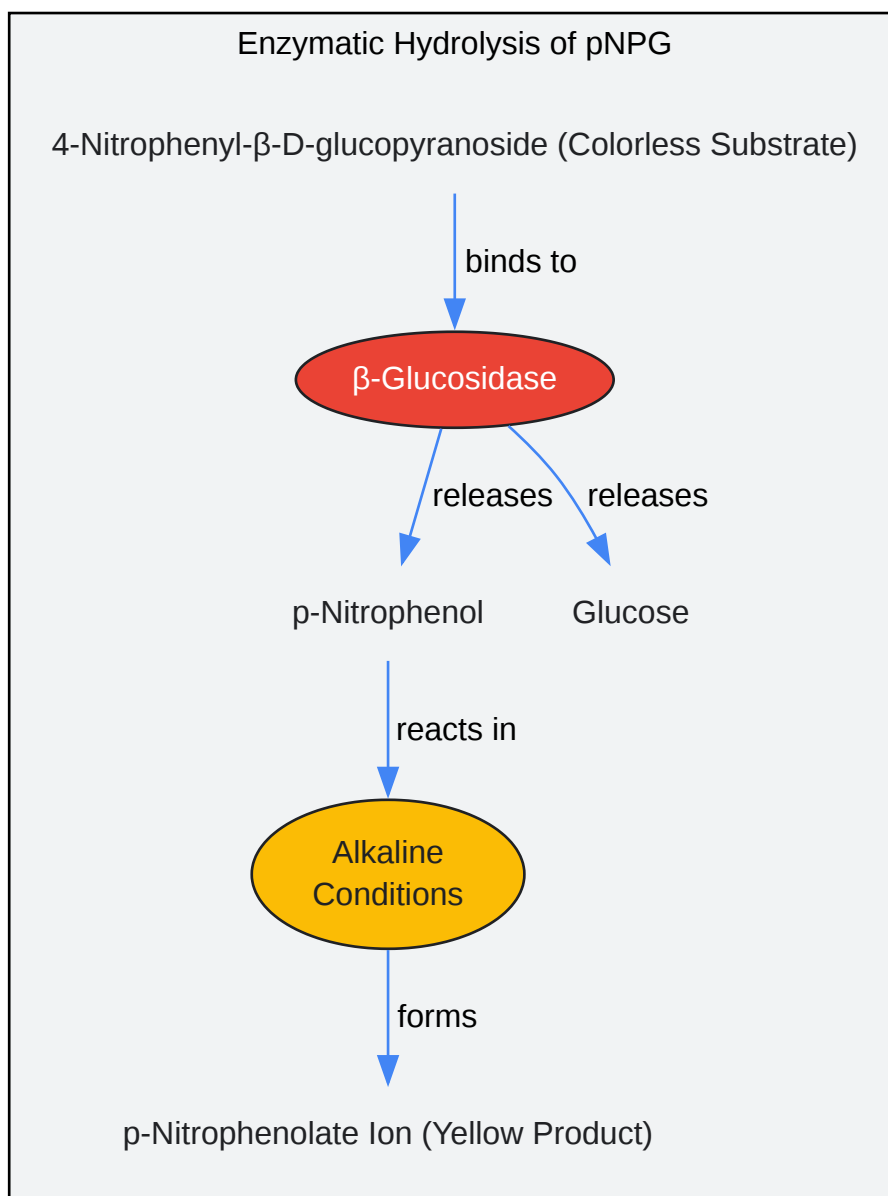 Enzymatic Hydrolysis of pNPG
4-Nitrophenyl-β-D-glucopyranoside (Colorless Substrate)
binds to
β-Glucosidase
releases
releases
p-Nitrophenol
Glucose
reacts in
Alkaline
Conditions
forms
p-Nitrophenolate Ion (Yellow Product)